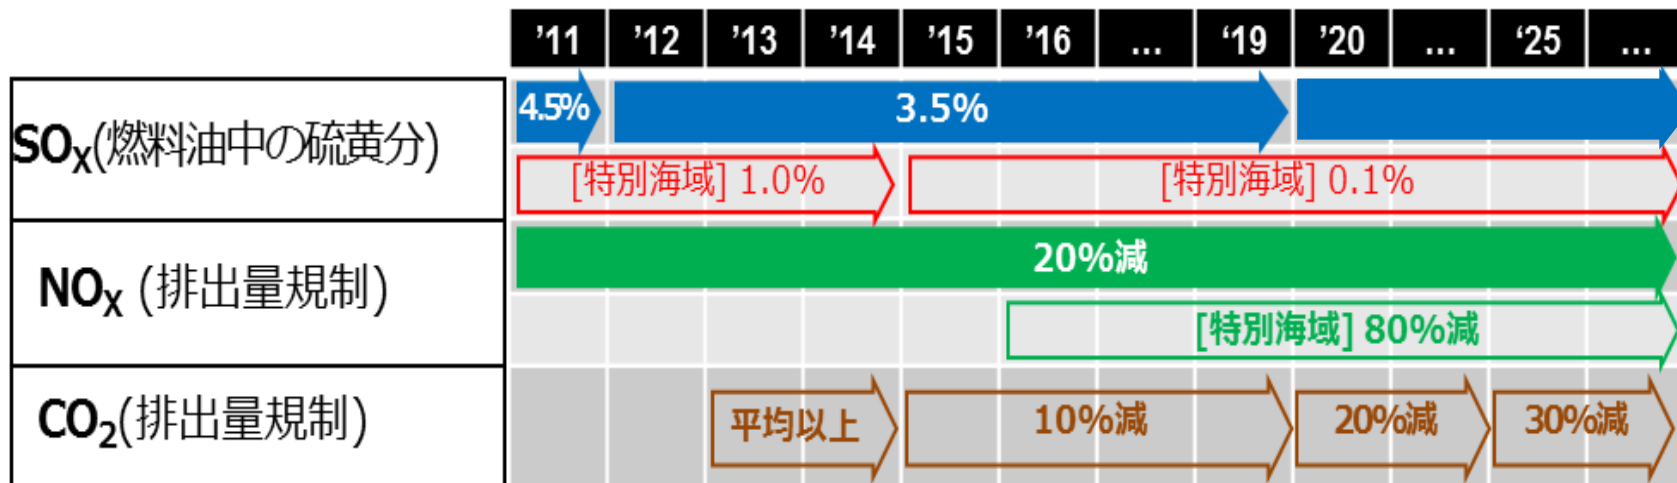 ’11 ’12 ’13 ’14 ’15 ’16 ... ‘19 ’20 ... ‘25 ...
SOX(燃料油中の硫黄分)
4.5% 3.5%
[特別海域] 1.0% [特別海域] 0.1%
NOX (排出量規制)
20%減
[特別海域] 80%減
CO2(排出量規制)
平均以上 10%減 20%減 30%減